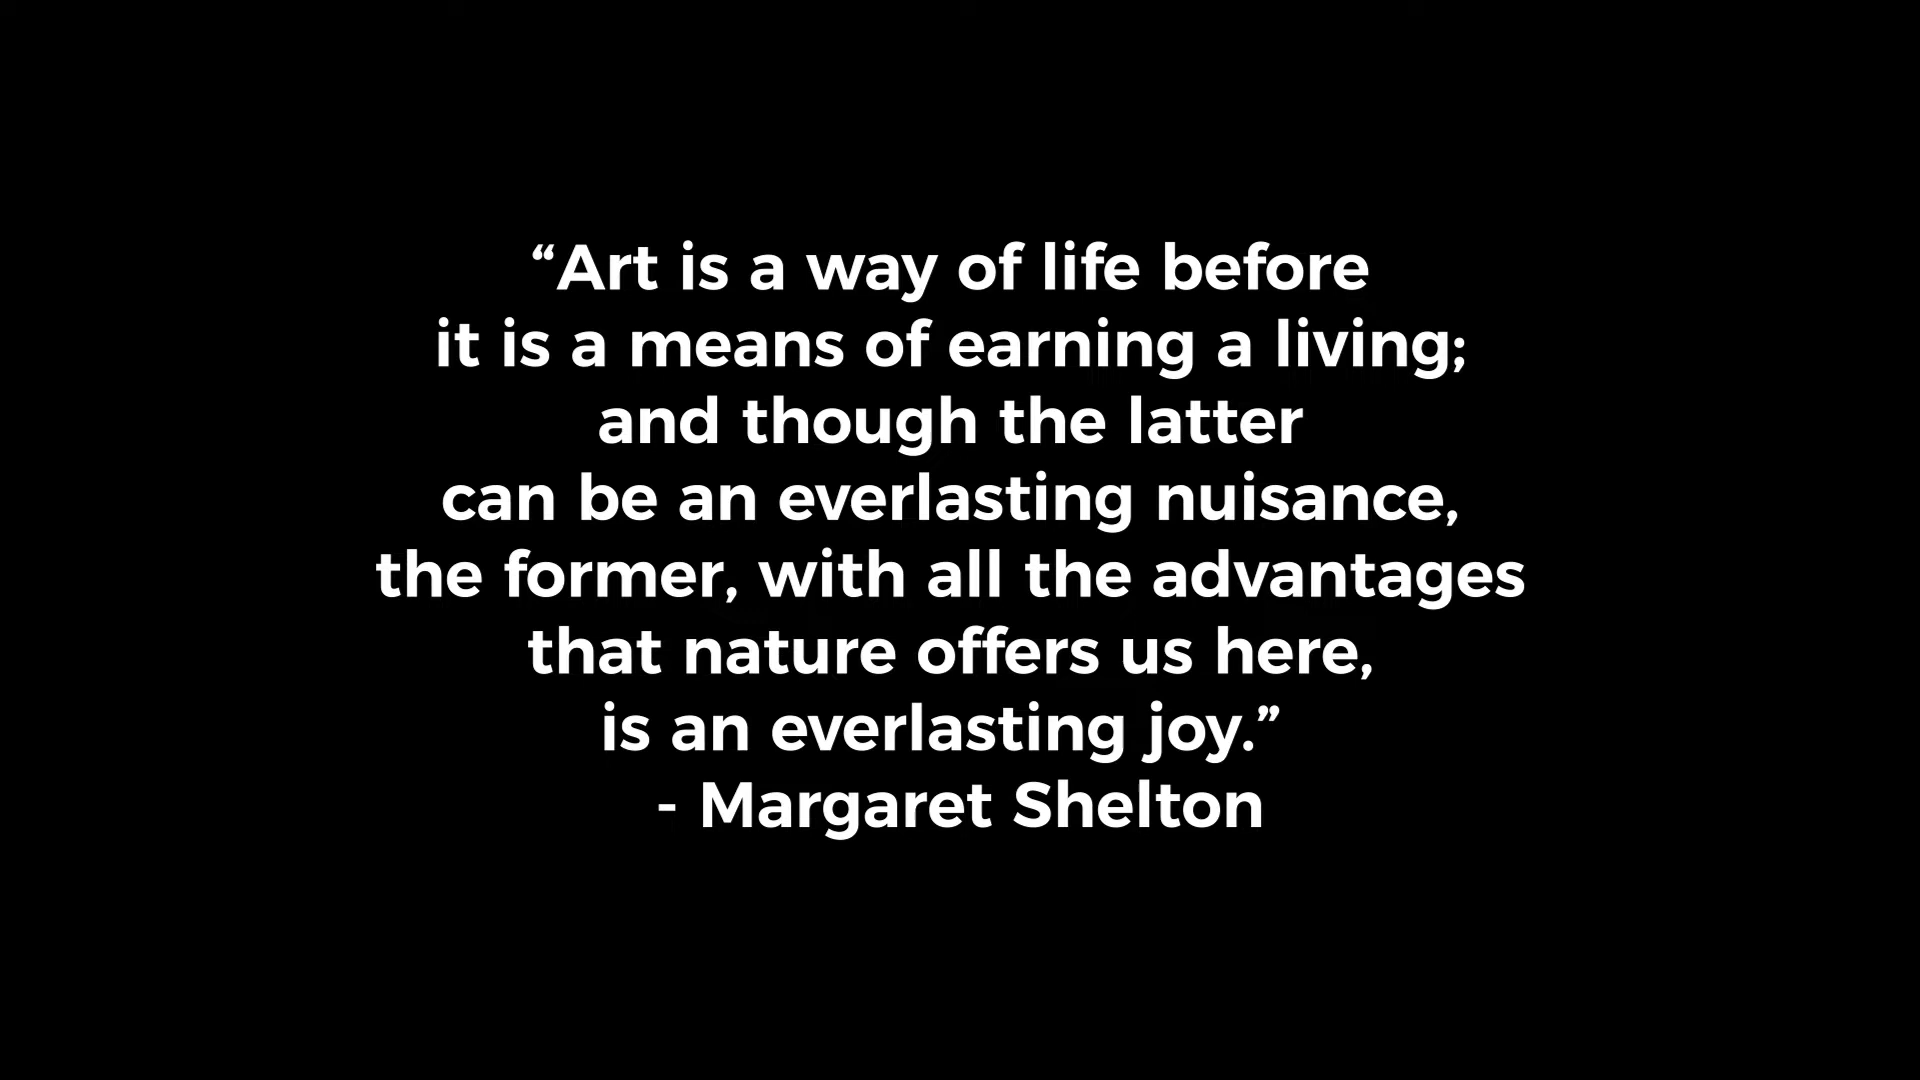 “Art is a way of life before
it is a means of earning a living;
and though the latter
can be an everlasting nuisance,
the former, with all the advantages
that nature offers us here,
is an everlasting joy.”
- Margaret Shelton